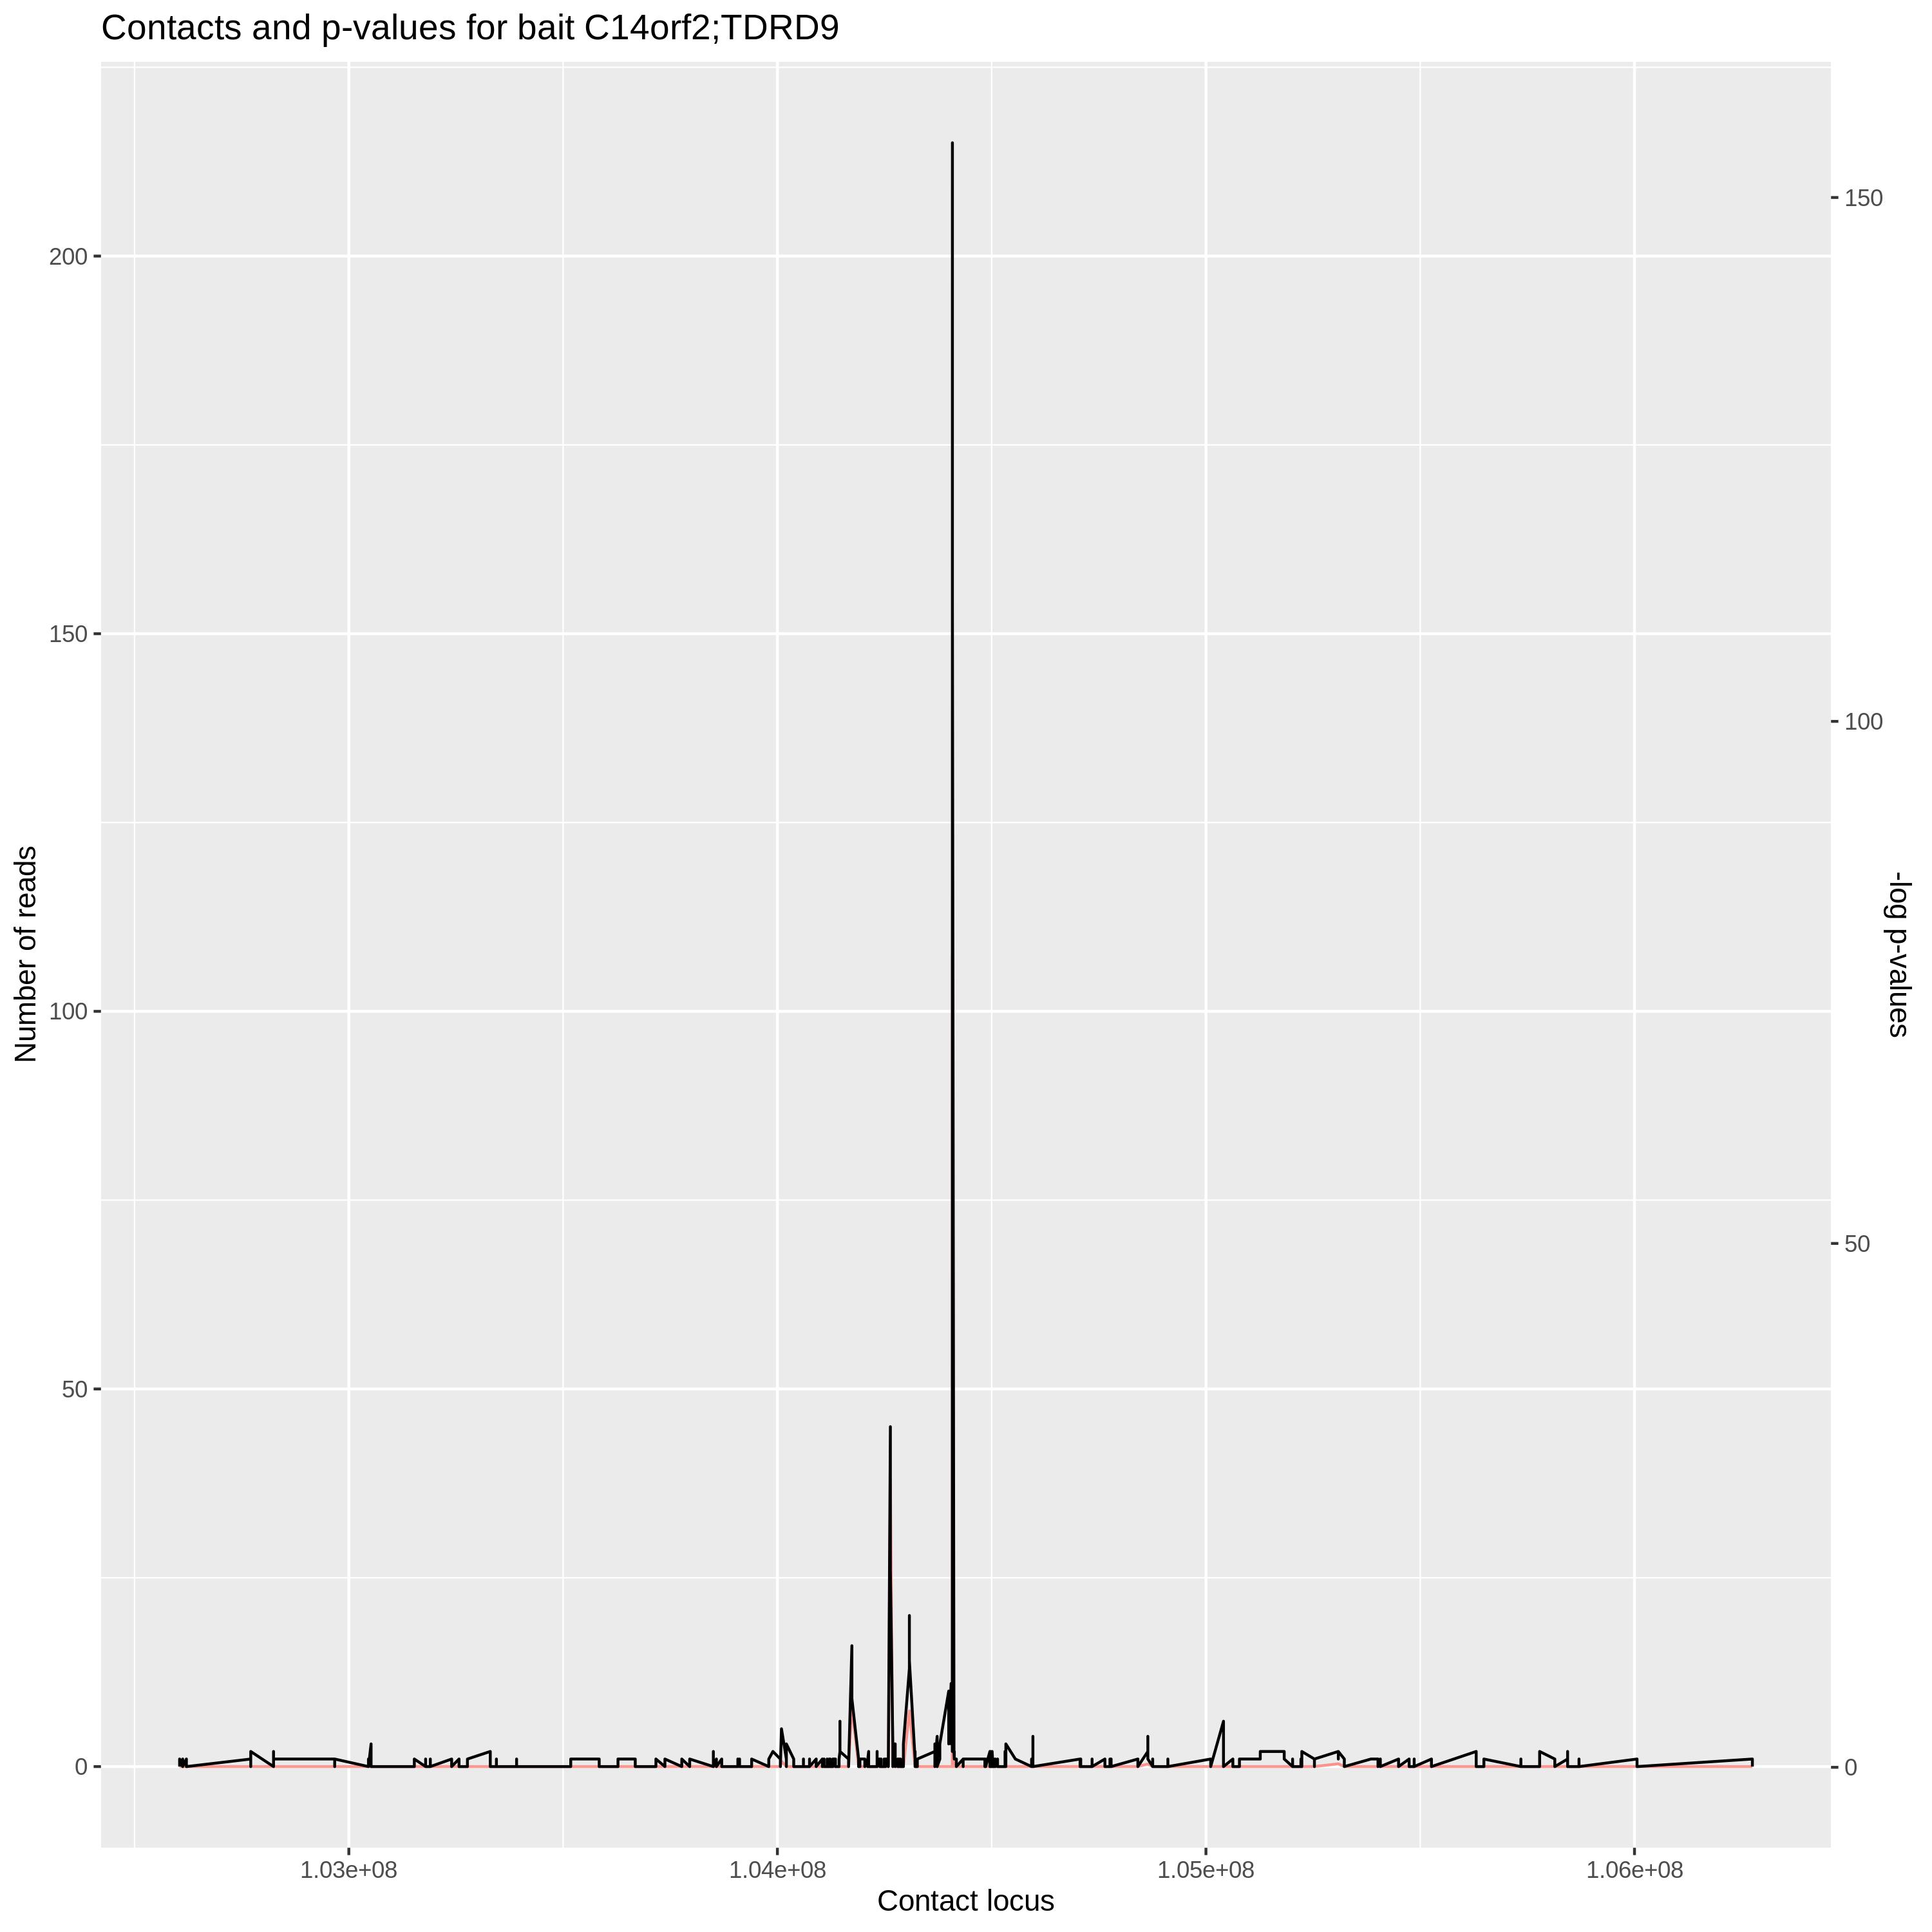 Contacts and p-values for bait C14orf2;TDRD9
Number of reads
200
150
100
50
0
150
100
50
0
-log p-values
1.03e+08
1.04e+08
1.05e+08
1.06e+08
Contact locus